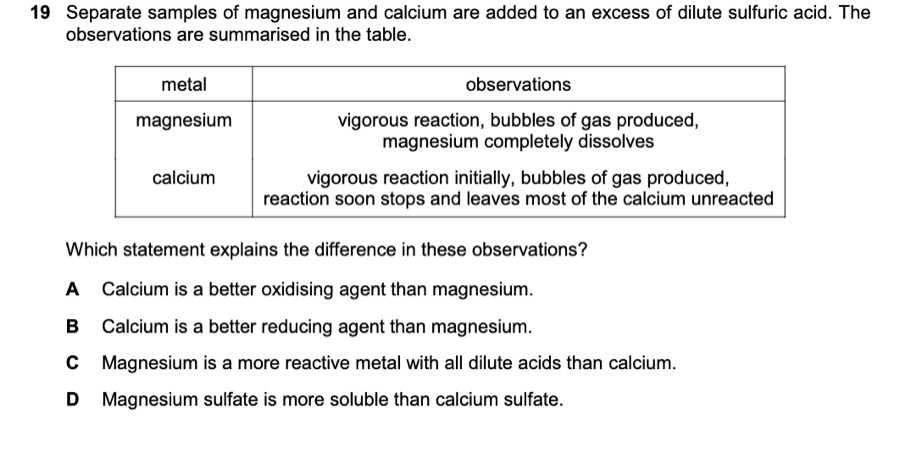 19 Separate samples of magnesium and calcium are added to an excess of dilute sulfuric acid. The
observations are summarised in the table.
metal observations
magnesium vigorous reaction, bubbles of gas produced,
magnesium completely dissolves
calcium vigorous reaction initially, bubbles of gas produced,
reaction soon stops and leaves most of the calcium unreacted
Which statement explains the difference in these observations?
A Calcium is a better oxidising agent than magnesium.
B Calcium is a better reducing agent than magnesium.
C Magnesium is a more reactive metal with all dilute acids than calcium.
D Magnesium sulfate is more soluble than calcium sulfate.